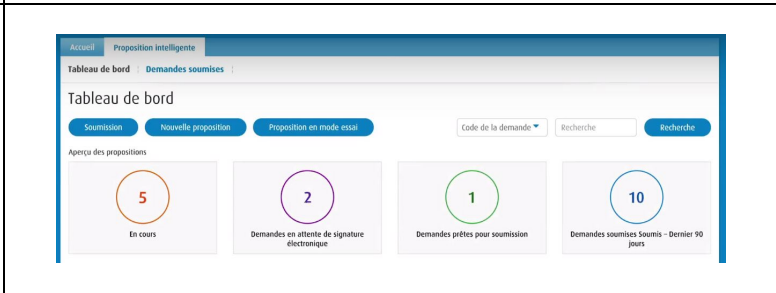 Accueil Proposition intelligente
Tableau de bord Demandes soumises
Tableau de bord
Soumission Nouvelle proposition Proposition en mode essai Code de la demande Recherche Recherche
Aperçu des propositions
5 2 1 10
En cours Demandes en attente de signature Demandes prêtes pour soumission Demandes soumises Soumis – Dernier 90
électronique jours